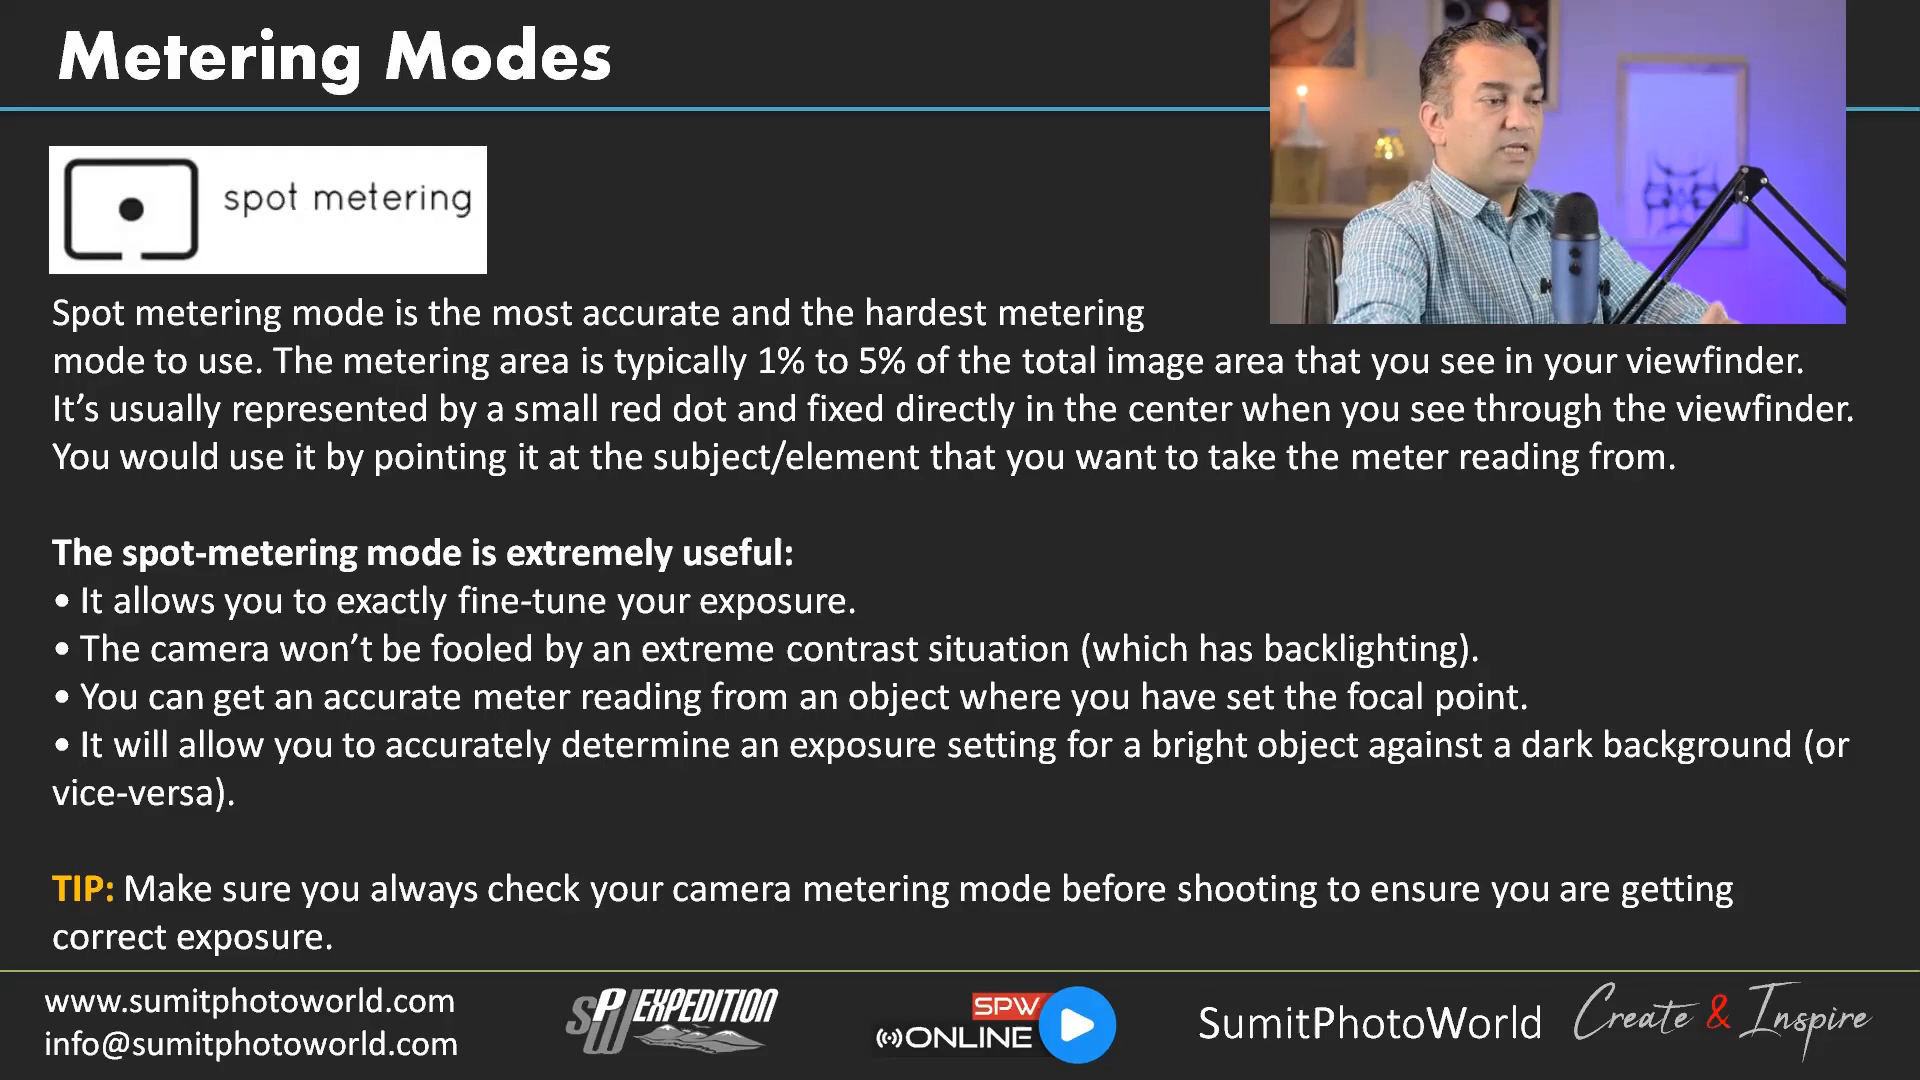 Metering Modes
spot metering
Spot metering mode is the most accurate and the hardest metering
mode to use. The metering area is typically 1% to 5% of the total image area that you see in your viewfinder.
It’s usually represented by a small red dot and fixed directly in the center when you see through the viewfinder.
You would use it by pointing it at the subject/element that you want to take the meter reading from.
The spot-metering mode is extremely useful:
• It allows you to exactly fine-tune your exposure.
• The camera won’t be fooled by an extreme contrast situation (which has backlighting).
• You can get an accurate meter reading from an object where you have set the focal point.
• It will allow you to accurately determine an exposure setting for a bright object against a dark background (or
vice-versa).
TIP: Make sure you always check your camera metering mode before shooting to ensure you are getting
correct exposure.
www.sumitphotoworld.com
info@sumitphotoworld.com
SPW EXPEDITION
SPW
ONLINE
SumitPhotoWorld
Create & Inspire